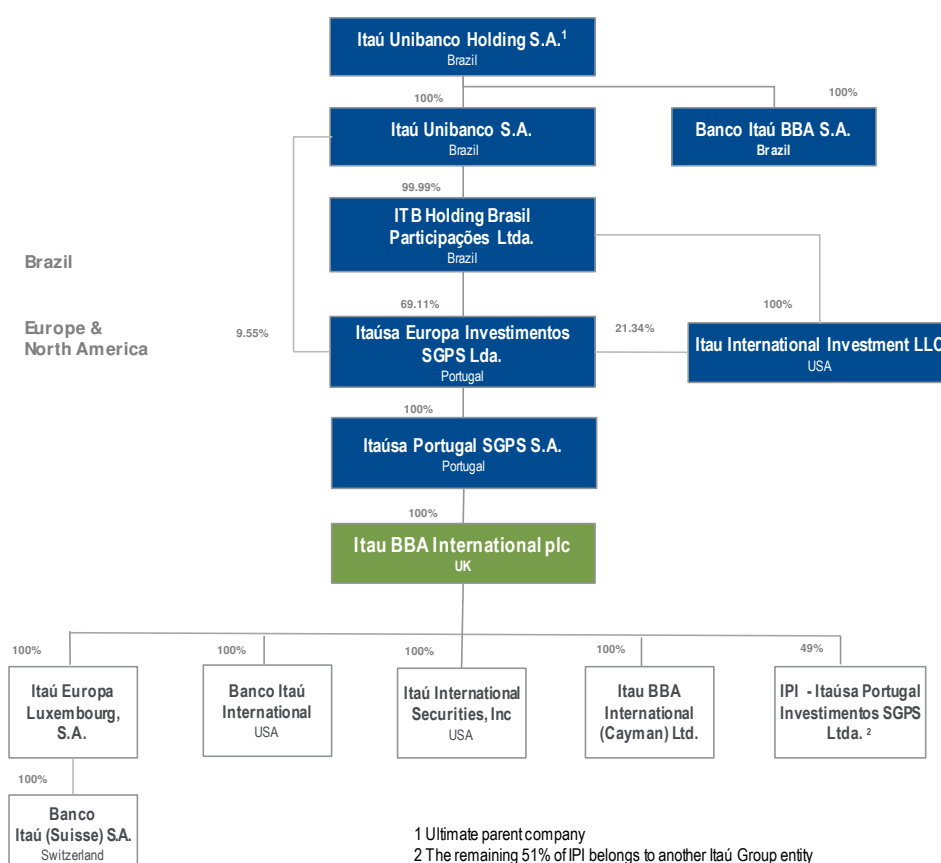 Itaú Unibanco Holding S.A.¹
Brazil
100%
100%
Itaú Unibanco S.A.
Brazil
Banco Itaú BBA S.A.
Brazil
99.99%
ITB Holding Brasil
Participações Ltda.
Brazil
Brazil
Europe &
North America
9.55%
69.11%
21.34%
100%
Itaúsa Europa Investimentos
SGPS Lda.
Portugal
Itau International Investment LLC
USA
100%
Itaúsa Portugal SGPS S.A.
Portugal
100%
Itau BBA International plc
UK
100%
100%
100%
100%
49%
Itaú Europa
Luxembourg,
S.A.
Banco Itaú
International
USA
Itaú International
Securities, Inc
USA
Itau BBA
International
(Cayman) Ltd.
IPI - Itaúsa Portugal
Investimentos SGPS
Ltda. ²
100%
Banco
Itaú (Suisse) S.A.
Switzerland
1 Ultimate parent company
2 The remaining 51% of IPI belongs to another Itaú Group entity